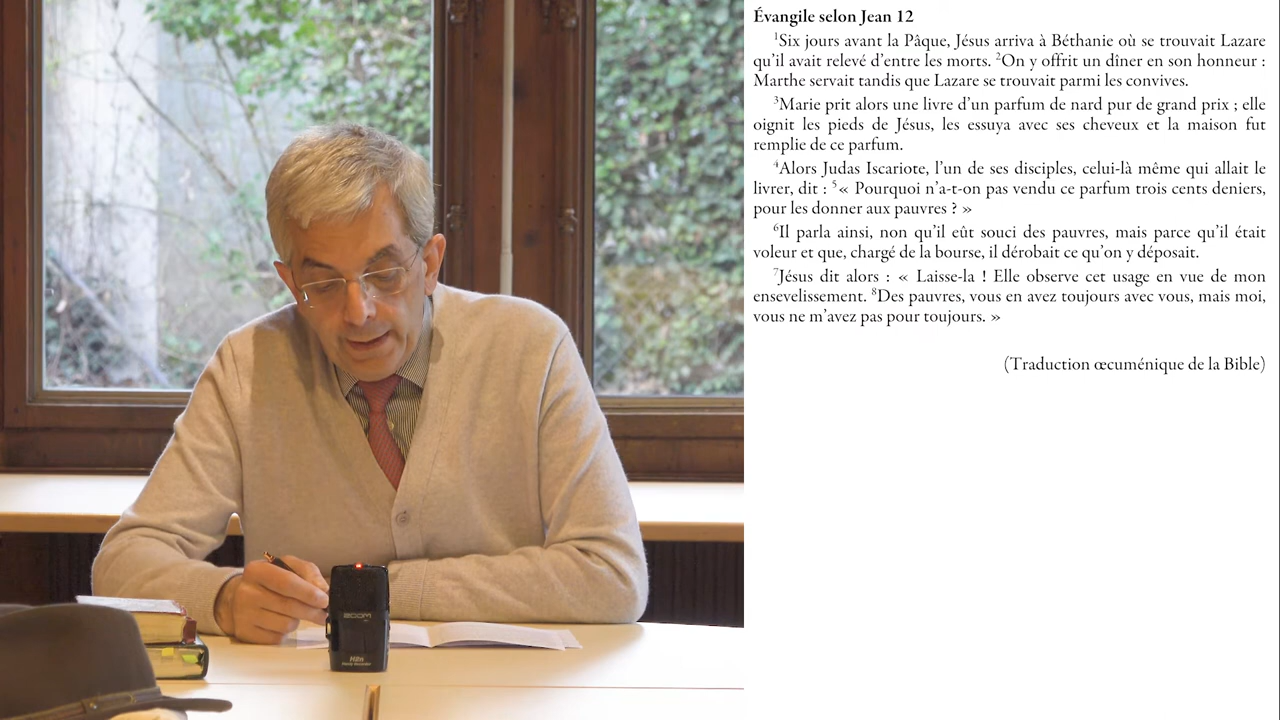 Évangile selon Jean 12
¹Six jours avant la Pâque, Jésus arriva à Béthanie où se trouvait Lazare
qu'il avait relevé d'entre les morts. ²On y offrit un dîner en son honneur :
Marthe servait tandis que Lazare se trouvait parmi les convives.
³Marie prit alors une livre d'un parfum de nard pur de grand prix ; elle
oignit les pieds de Jésus, les essuya avec ses cheveux et la maison fut
remplie de ce parfum.
⁴Alors Judas Iscariote, l'un de ses disciples, celui-là même qui allait le
livrer, dit : ⁵« Pourquoi n'a-t-on pas vendu ce parfum trois cents deniers,
pour les donner aux pauvres ? »
⁶Il parla ainsi, non qu'il eût souci des pauvres, mais parce qu'il était
voleur et que, chargé de la bourse, il dérobait ce qu'on y déposait.
⁷Jésus dit alors : « Laisse-la ! Elle observe cet usage en vue de mon
ensevelissement. ⁸Des pauvres, vous en avez toujours avec vous, mais moi,
vous ne m'avez pas pour toujours. »
(Traduction œcuménique de la Bible)
zoom
H2n